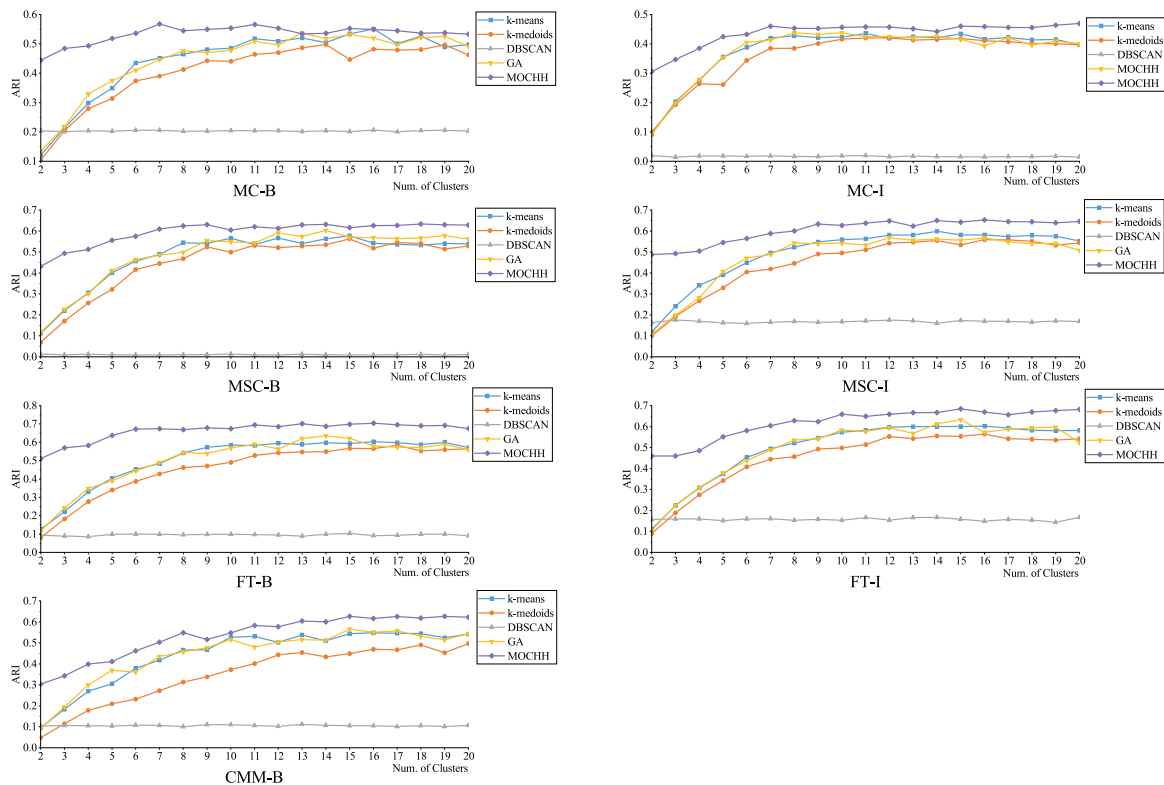 ARI
0.6
0.5
0.4
0.3
0.2
0.1
2 3 4 5 6 7 8 9 10 11 12 13 14 15 16 17 18 19 20
Num. of Clusters
MC-B
k-means
k-medoids
DBSCAN
GA
MOCHH
ARI
0.5
0.4
0.3
0.2
0.1
0.0
2 3 4 5 6 7 8 9 10 11 12 13 14 15 16 17 18 19 20
Num. of Clusters
MC-I
k-means
k-medoids
DBSCAN
MOCHH
MOCHH
ARI
0.7
0.6
0.5
0.4
0.3
0.2
0.1
0.0
2 3 4 5 6 7 8 9 10 11 12 13 14 15 16 17 18 19 20
Num. of Clusters
MSC-B
k-means
k-medoids
DBSCAN
GA
MOCHH
ARI
0.7
0.6
0.5
0.4
0.3
0.2
0.1
0.0
2 3 4 5 6 7 8 9 10 11 12 13 14 15 16 17 18 19 20
Num. of Clusters
MSC-I
k-means
k-medoids
DBSCAN
GA
MOCHH
ARI
0.8
0.7
0.6
0.5
0.4
0.3
0.2
0.1
0.0
2 3 4 5 6 7 8 9 10 11 12 13 14 15 16 17 18 19 20
Num. of Clusters
FT-B
k-means
k-medoids
DBSCAN
GA
MOCHH
ARI
0.7
0.6
0.5
0.4
0.3
0.2
0.1
0.0
2 3 4 5 6 7 8 9 10 11 12 13 14 15 16 17 18 19 20
Num. of Clusters
FT-I
k-means
k-medoids
DBSCAN
GA
MOCHH
ARI
0.7
0.6
0.5
0.4
0.3
0.2
0.1
0.0
2 3 4 5 6 7 8 9 10 11 12 13 14 15 16 17 18 19 20
Num. of Clusters
CMM-B
k-means
k-medoids
DBSCAN
GA
MOCHH